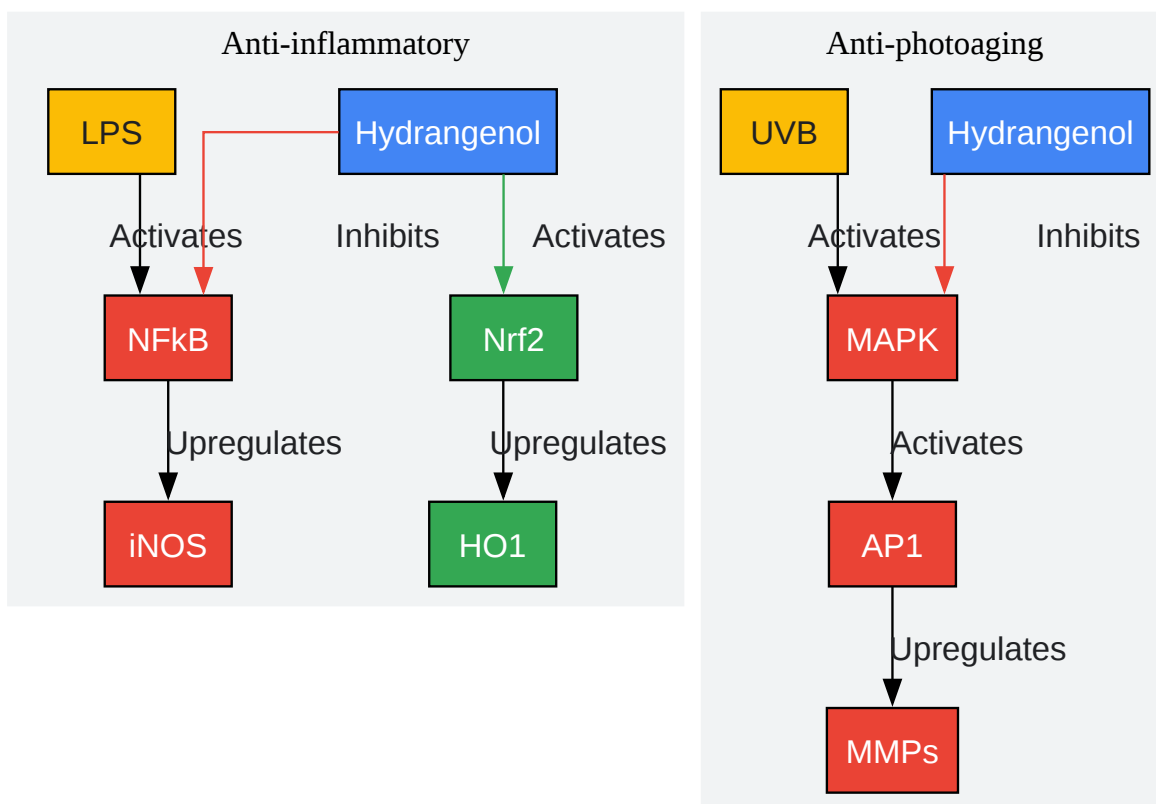 Anti-inflammatory
LPS
Hydrangenol
Activates
Inhibits
Activates
NFkB
Nrf2
Upregulates
Upregulates
iNOS
HO1
Anti-photoaging
UVB
Hydrangenol
Activates
Inhibits
MAPK
Activates
AP1
Upregulates
MMPs